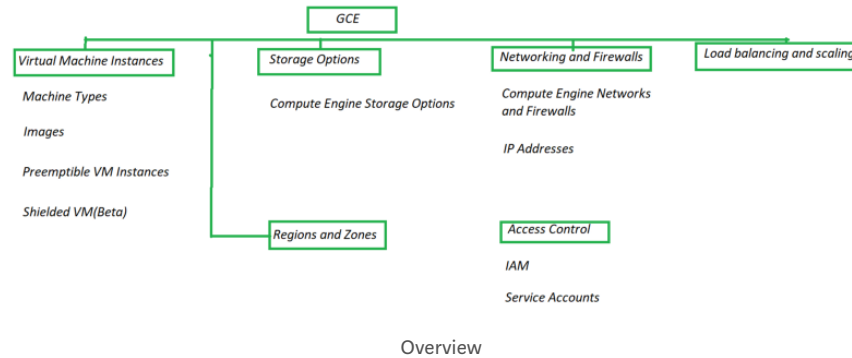 GCE
Virtual Machine Instances
Machine Types
Images
Preemptible VM Instances
Shielded VM(Beta)
Storage Options
Compute Engine Storage Options
Regions and Zones
Networking and Firewalls
Compute Engine Networks
and Firewalls
IP Addresses
Access Control
IAM
Service Accounts
Load balancing and scaling
Overview